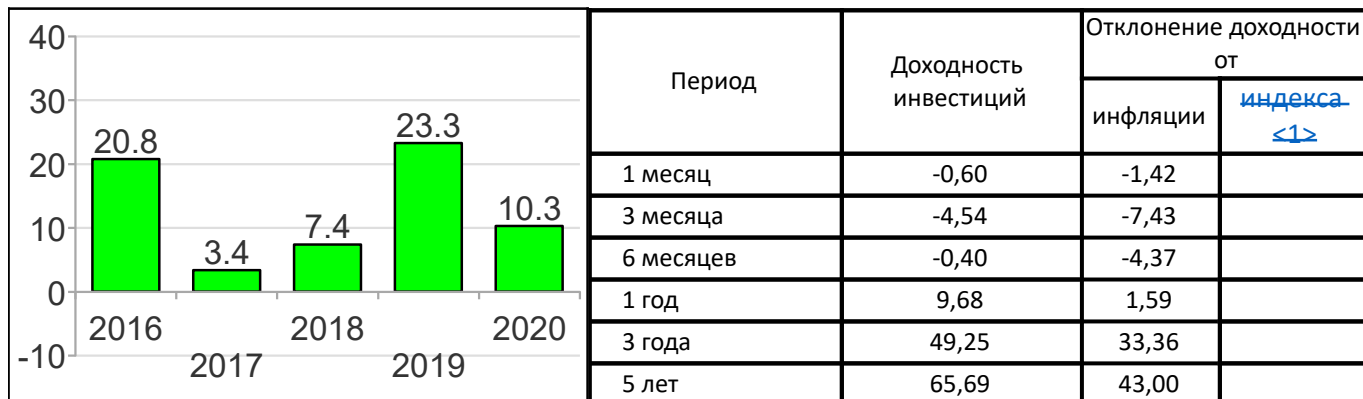 40
30
20
10
0
-10
20.8
3.4
7.4
23.3
10.3
2016
2017
2018
2019
2020
Период
Доходность
инвестиций
Отклонение доходности
от
инфляции
индекса
<1>
1 месяц -0,60 -1,42
3 месяца -4,54 -7,43
6 месяцев -0,40 -4,37
1 год 9,68 1,59
3 года 49,25 33,36
5 лет 65,69 43,00